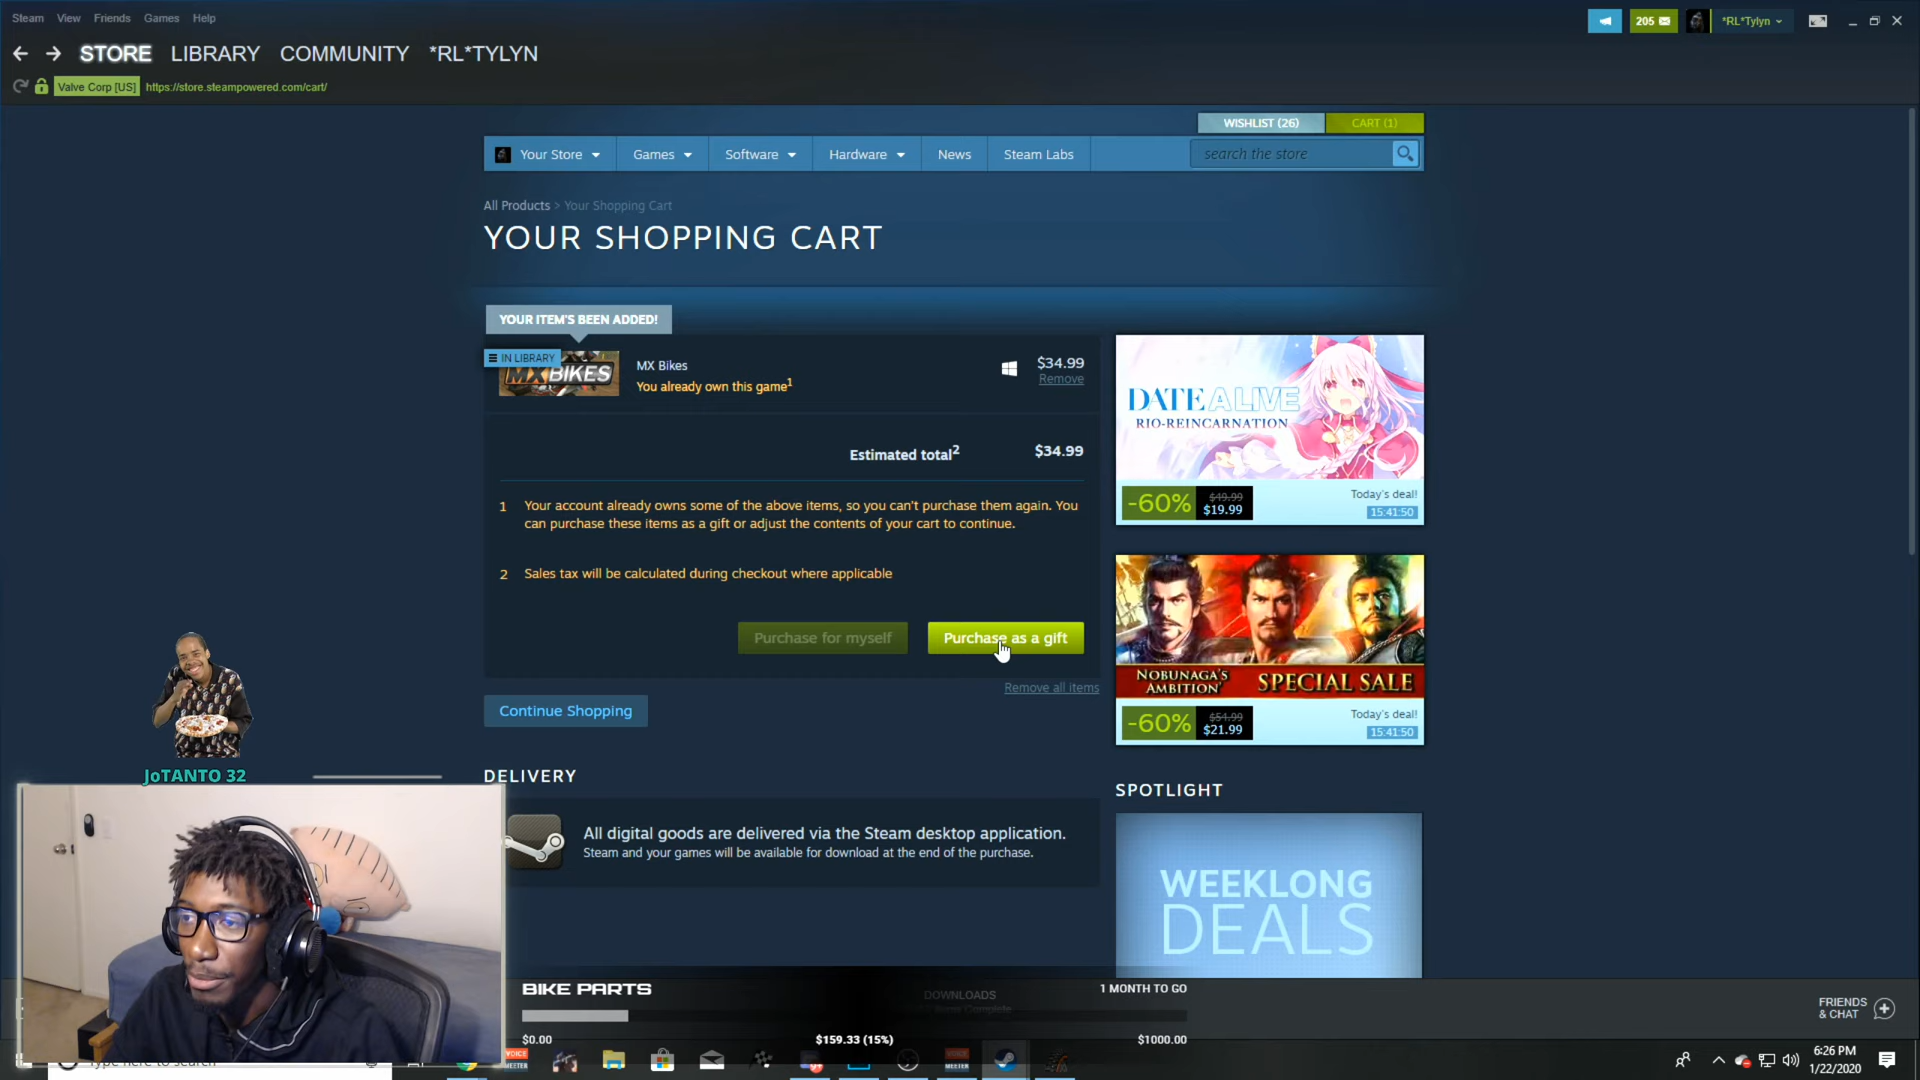 Steam View Friends Games Help
205
*RL*Tylyn
STORE LIBRARY COMMUNITY *RL*TYLYN
Valve Corp [US] https://store.steampowered.com/cart/
WISHLIST (26) CART (1)
Your Store Games Software Hardware News Steam Labs search the store
All Products > Your Shopping Cart
YOUR SHOPPING CART
YOUR ITEM'S BEEN ADDED!
IN LIBRARY
MX BIKES
MX Bikes
You already own this game1
$34.99
Remove
Estimated total2 $34.99
1 Your account already owns some of the above items, so you can't purchase them again. You
can purchase these items as a gift or adjust the contents of your cart to continue.
2 Sales tax will be calculated during checkout where applicable
Purchase for myself Purchase as a gift
Remove all items
Continue Shopping
DATE A LIVE
RIO-REINCARNATION
-60% $49.99 $19.99
Today's deal!
15:41:50
NOBUNAGA'S
AMBITION
SPECIAL SALE
-60% $54.99 $21.99
Today's deal!
15:41:50
JoTANTO 32
DELIVERY
All digital goods are delivered via the Steam desktop application.
Steam and your games will be available for download at the end of the purchase.
SPOTLIGHT
WEEKLONG
DEALS
BIKE PARTS
DOWNLOADS
Complete
1 MONTH TO GO
$0.00 $159.33 (15%) $1000.00
FRIENDS
& CHAT
here to search
VOICE
MEETER
VOICE
MEETER
6:26 PM
1/22/2020